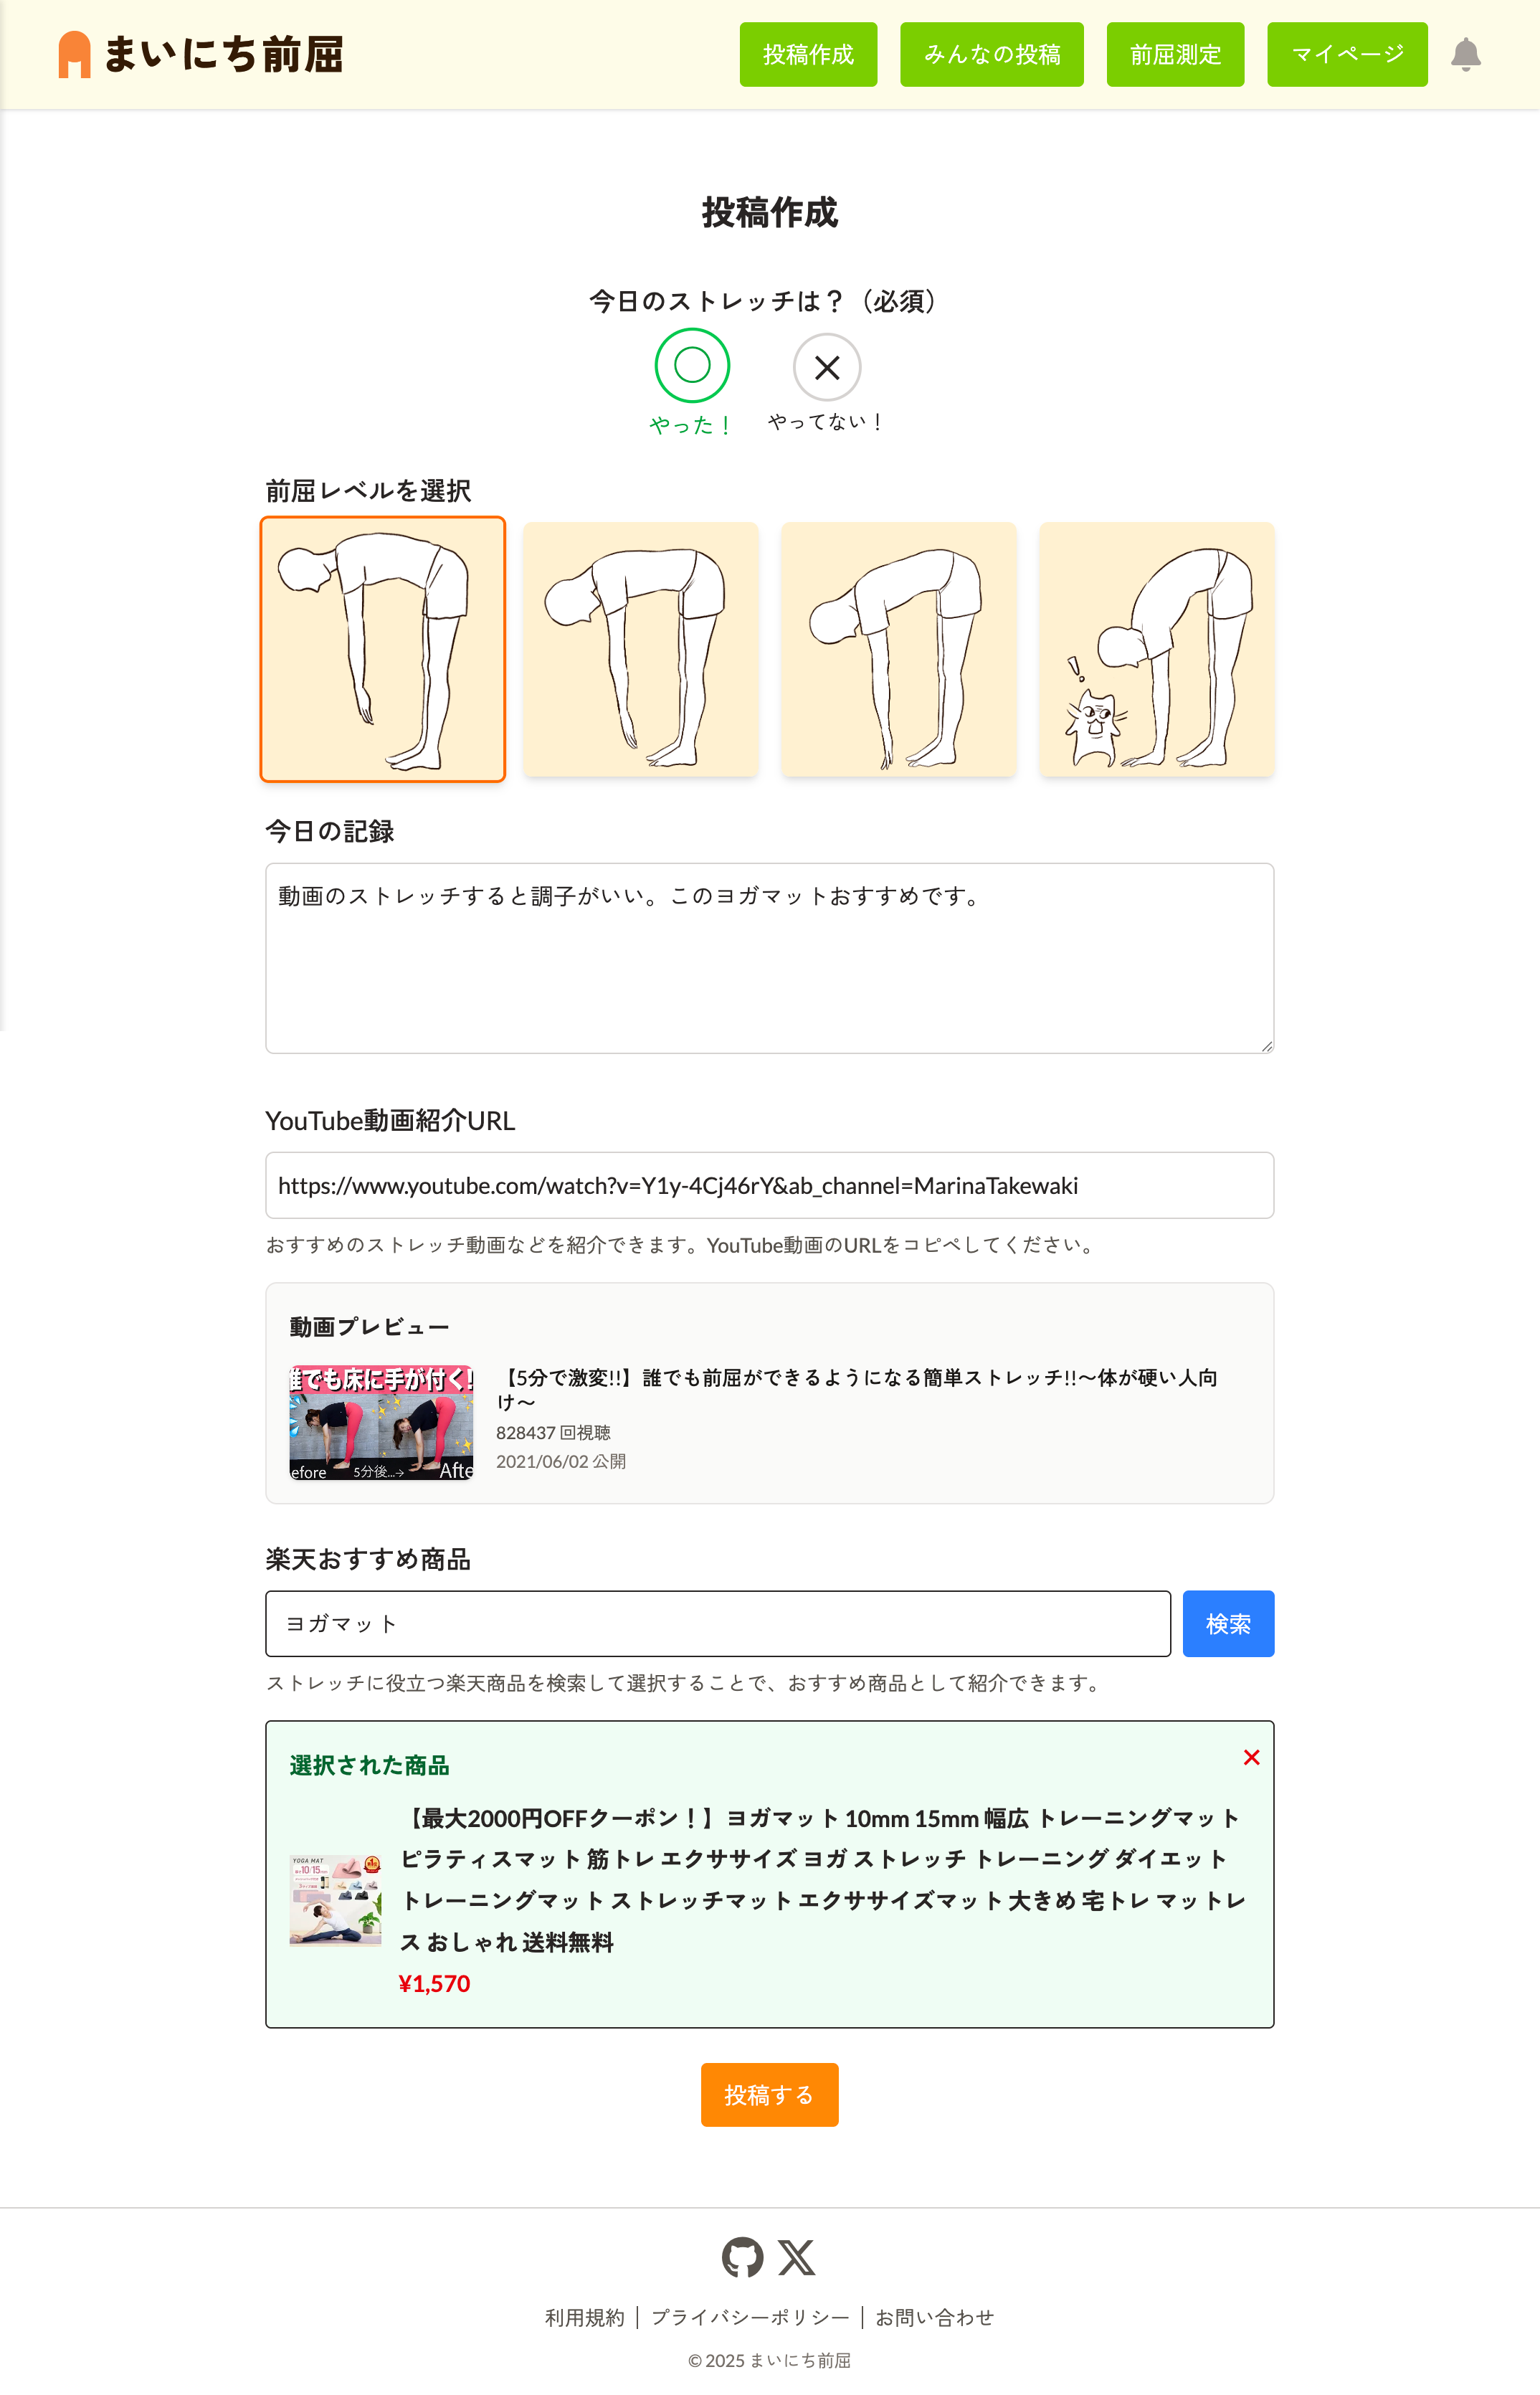 まいにち前屈
投稿作成
みんなの投稿
前屈測定
マイページ
投稿作成
今日のストレッチは？（必須）
やった！
やってない！
前屈レベルを選択
今日の記録
動画のストレッチすると調子がいい。このヨガマットおすすめです。
YouTube動画紹介URL
https://www.youtube.com/watch?v=Y1y-4Cj46rY&ab_channel=MarinaTakewaki
おすすめのストレッチ動画などを紹介できます。YouTube動画のURLをコピペしてください。
動画プレビュー
誰でも床に手が付く!
efore 5分後...→ Afte
【5分で激変!!】誰でも前屈ができるようになる簡単ストレッチ!!〜体が硬い人向
け〜
828437 回視聴
2021/06/02 公開
楽天おすすめ商品
ヨガマット
検索
ストレッチに役立つ楽天商品を検索して選択することで、おすすめ商品として紹介できます。
選択された商品
YOGA MAT
10/15
【最大2000円OFFクーポン！】ヨガマット 10mm 15mm 幅広 トレーニングマット
ピラティスマット 筋トレ エクササイズ ヨガ ストレッチ トレーニング ダイエット
トレーニングマット ストレッチマット エクササイズマット 大きめ 宅トレ マットレ
ス おしゃれ 送料無料
¥1,570
投稿する
利用規約 | プライバシーポリシー | お問い合わせ
© 2025 まいにち前屈